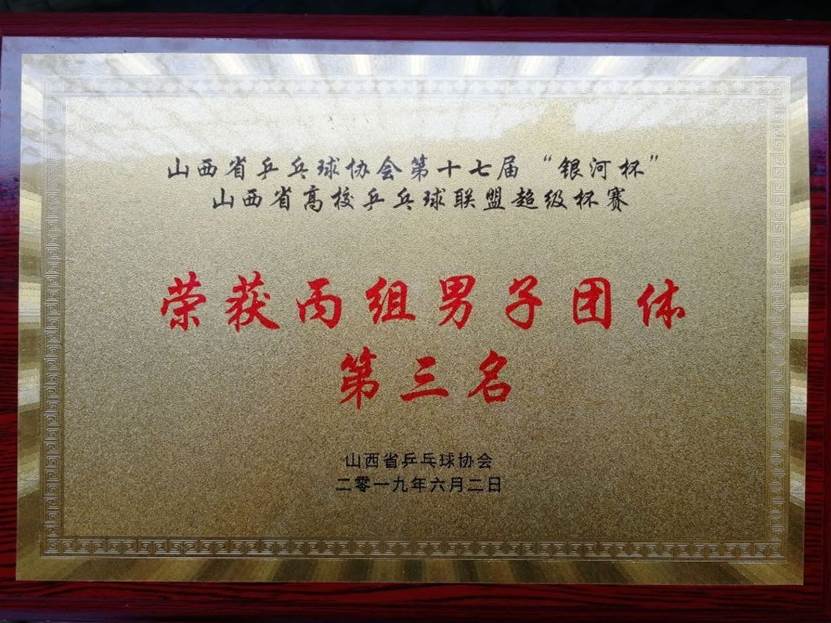 山西省乒乓球协会第十七届“银河杯”
山西省高校乒乓球联盟超级杯赛
荣获丙组男子团体
第三名
山西省乒乓球协会
二零一九年六月二日